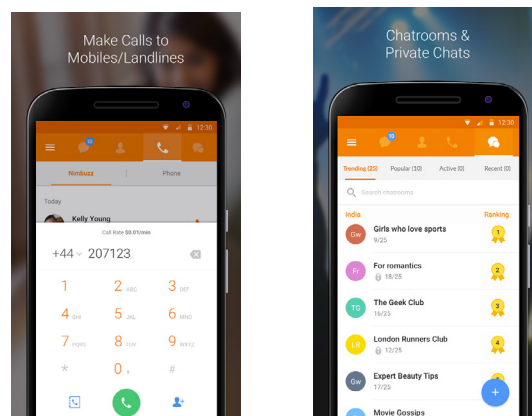 Make Calls to
Mobiles/Landlines
12:30
10
Nimbuzz
Phone
Today
Kelly Young
Call Rate $0.01/min
+44 207123
1 2 ABC 3 DEF
4 GHI 5 JKL 6 MNO
7 PQRS 8 TUV 9 WXYZ
* 0 + #
Chatrooms &
Private Chats
12:30
10
Trending (25) Popular (10) Active (0) Recent (0)
Search chatrooms
India Ranking
Gw Girls who love sports 1
9/25
Fr For romantics 2
18/25
TG The Geek Club 3
16/25
LR London Runners Club 4
12/25
Gw Expert Beauty Tips
17/25
+
Movie Gossips